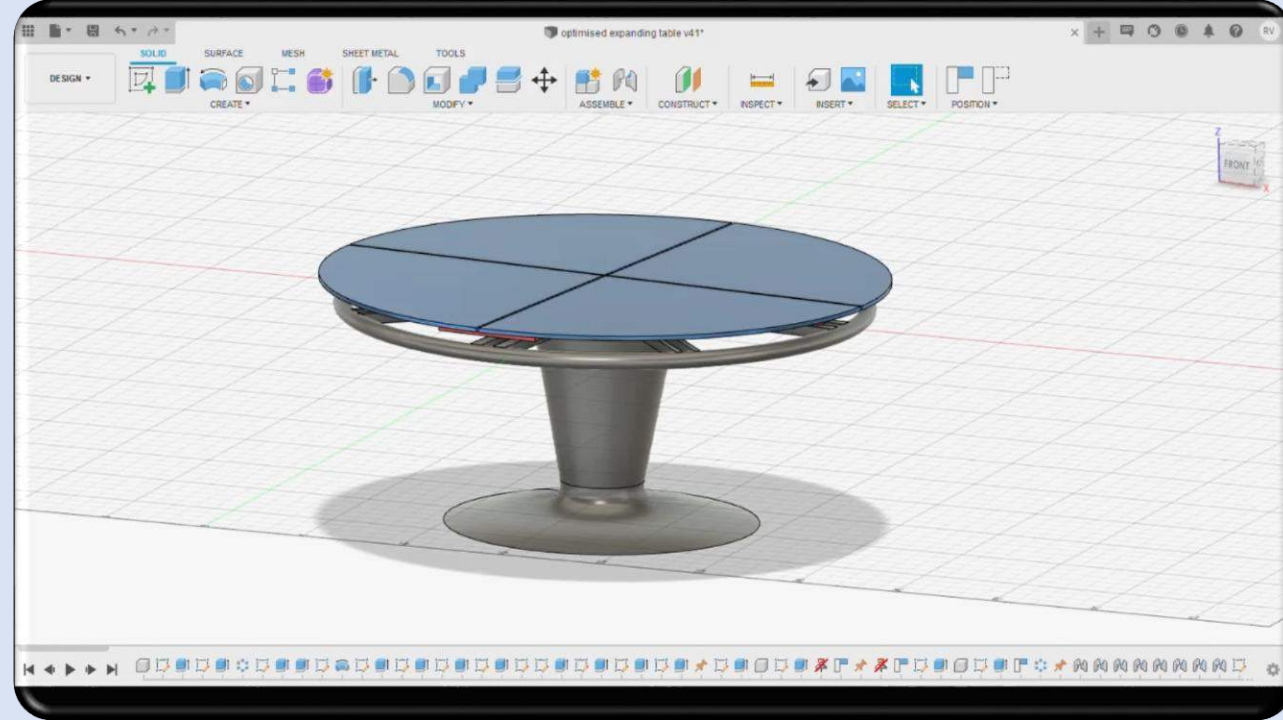 optimised expanding table v41*
RV
SOLID SURFACE MESH SHEET METAL TOOLS
DESIGN
CREATE MODIFY ASSEMBLE CONSTRUCT INSPECT INSERT SELECT POSITION
Z
FRONT
X